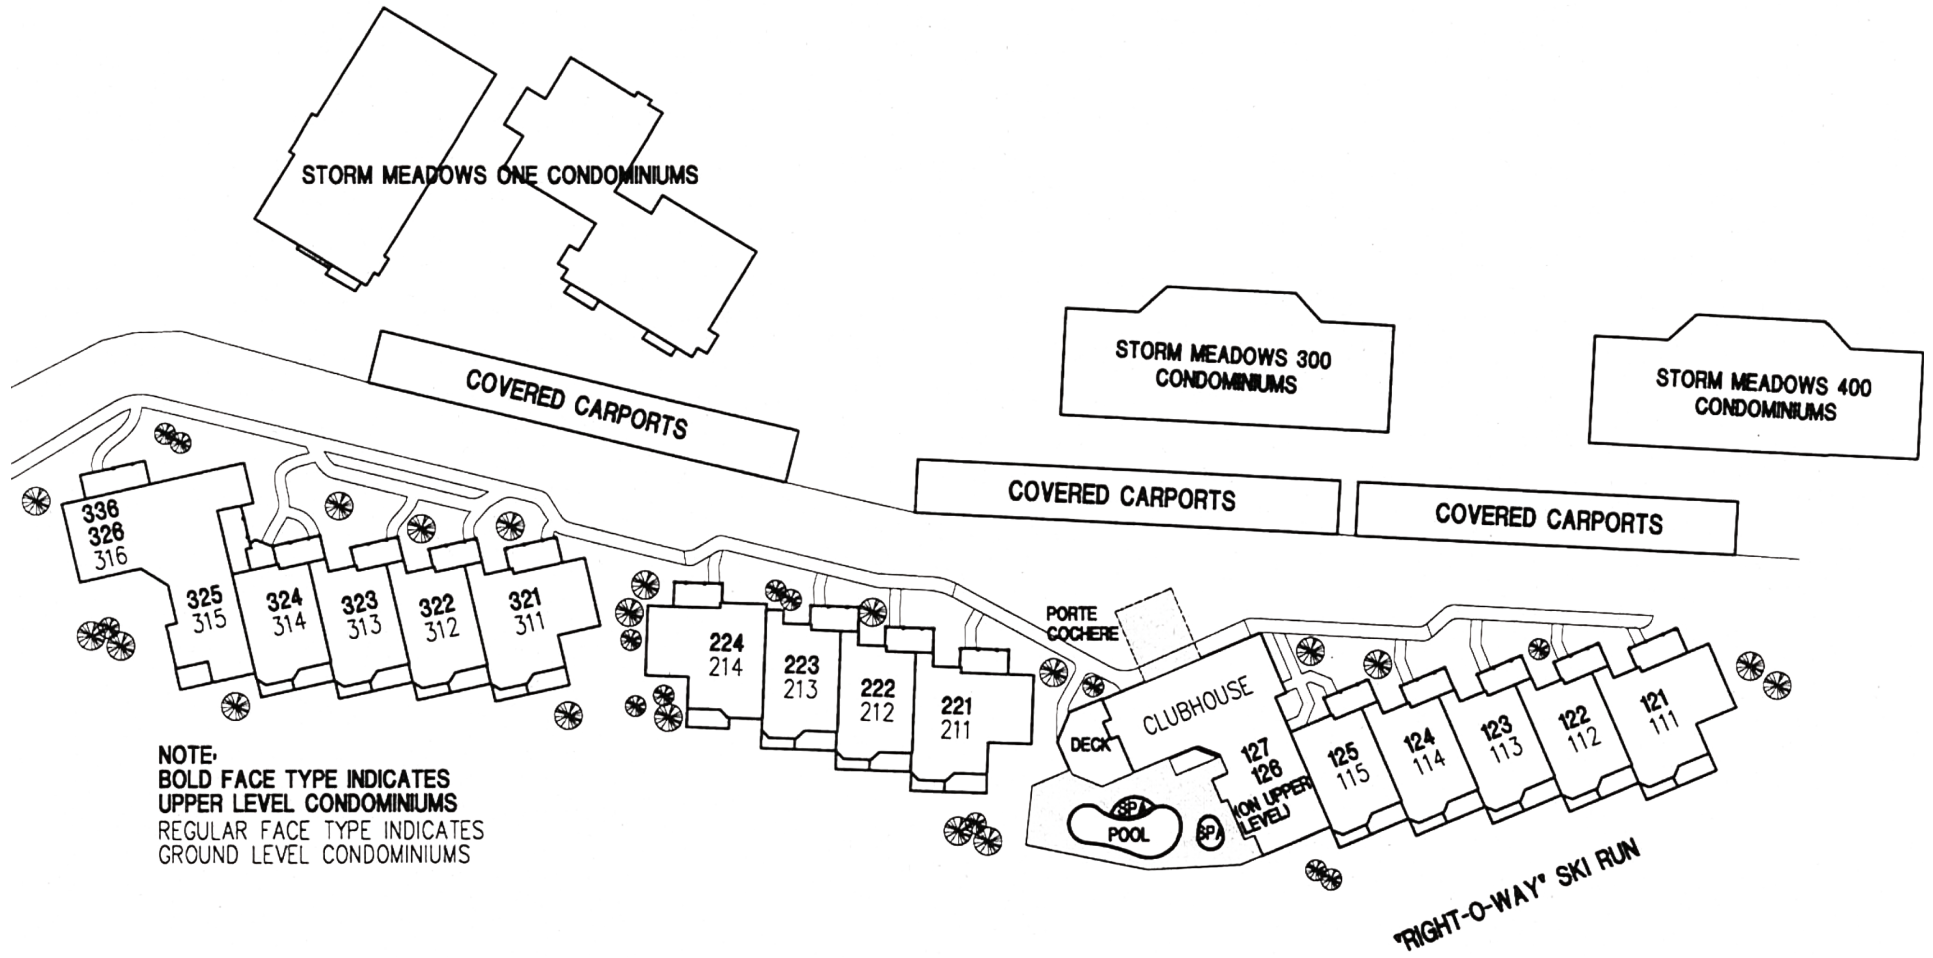 STORM MEADOWS ONE CONDOMINIUMS
STORM MEADOWS 300
CONDOMINIUMS
STORM MEADOWS 400
CONDOMINIUMS
COVERED CARPORTS
COVERED CARPORTS
COVERED CARPORTS
336
326
316
325
315
324
314
323
313
322
312
321
311
224
214
223
213
222
212
221
211
PORTE
COCHERE
CLUBHOUSE
DECK
SPA
POOL
SPA
127
126
(ON UPPER
LEVEL)
125
115
124
114
123
113
122
112
121
111
NOTE:
BOLD FACE TYPE INDICATES
UPPER LEVEL CONDOMINIUMS
REGULAR FACE TYPE INDICATES
GROUND LEVEL CONDOMINIUMS
"RIGHT-O-WAY" SKI RUN